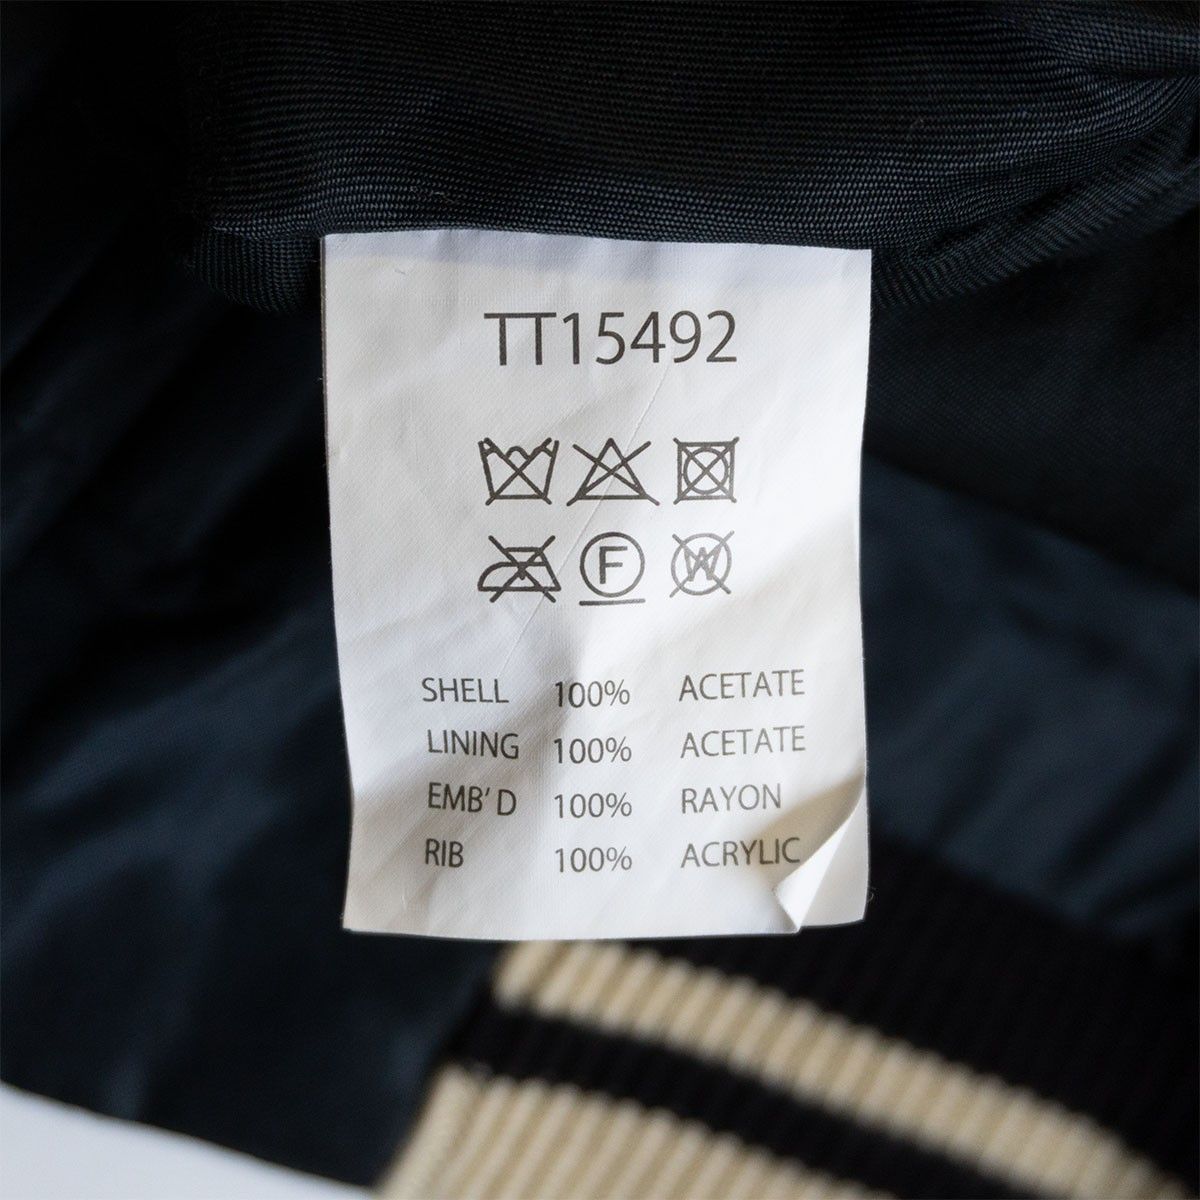 TT15492
F W
SHELL 100% ACETATE
LINING 100% ACETATE
EMB'D 100% RAYON
RIB 100% ACRYLIC